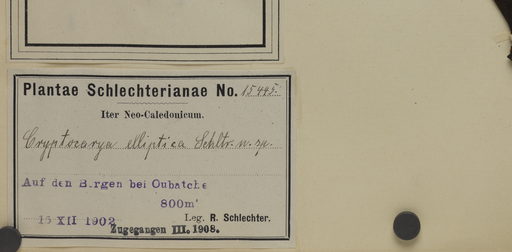 Plantae Schlechterianae No. 15445.
Iter Neo-Caledonicum.
Cryptocarya elliptica Schltr. n. sp.
Auf den Bergen bei Oubatche
800m
15 XII 1902 Leg. R. Schlechter.
Zugegangen III. 1908.